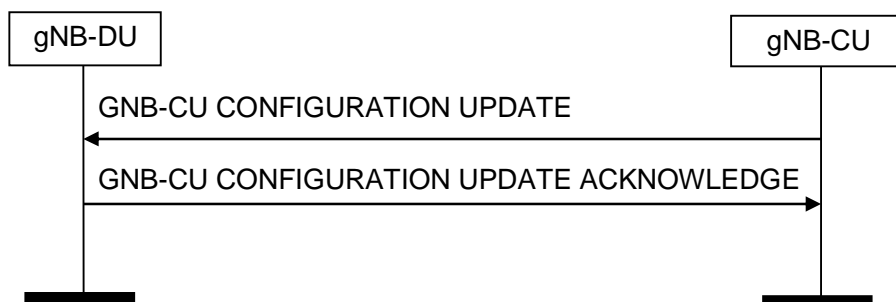 gNB-DU
gNB-CU
GNB-CU CONFIGURATION UPDATE
GNB-CU CONFIGURATION UPDATE ACKNOWLEDGE